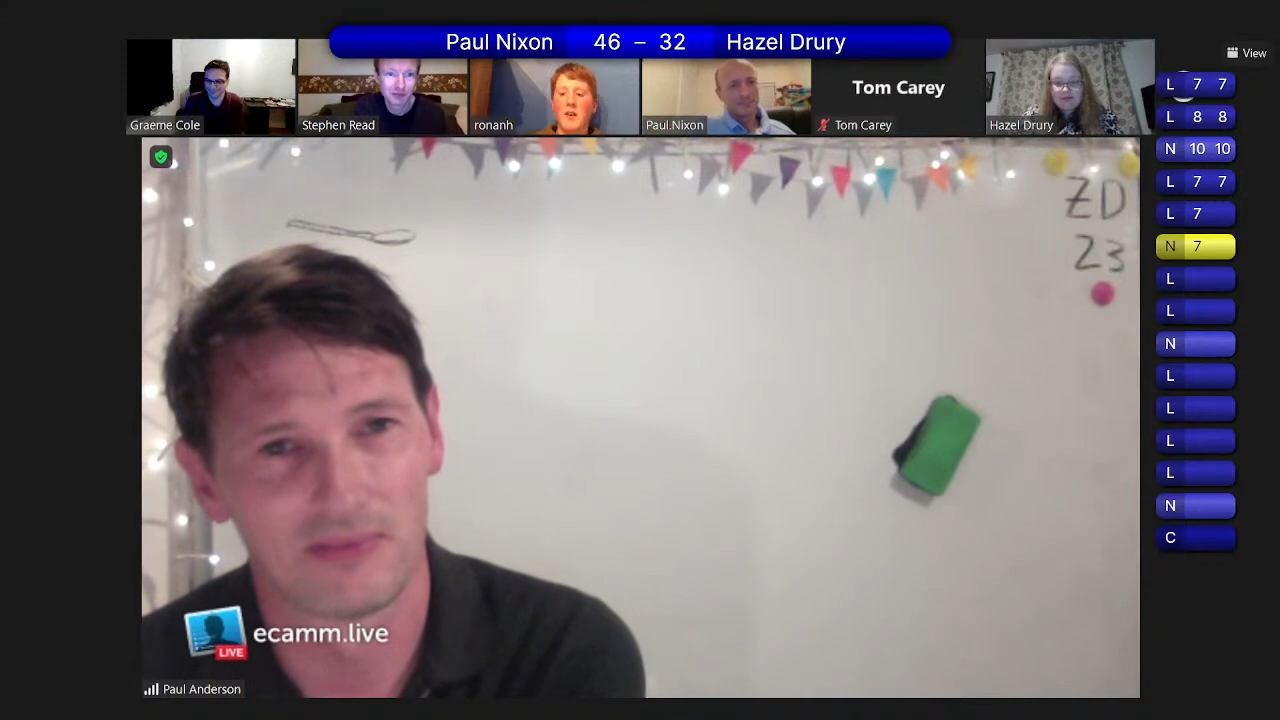 Paul Nixon 46 – 32 Hazel Drury
View
Graeme Cole
Stephen Read
ronanh
Paul.Nixon
Tom Carey
Tom Carey
Hazel Drury
L 7 7
L 8 8
N 10 10
L 7 7
L 7
N 7
L
L
N
L
L
L
L
N
C
ZD
23
ecamm.live
LIVE
Paul Anderson